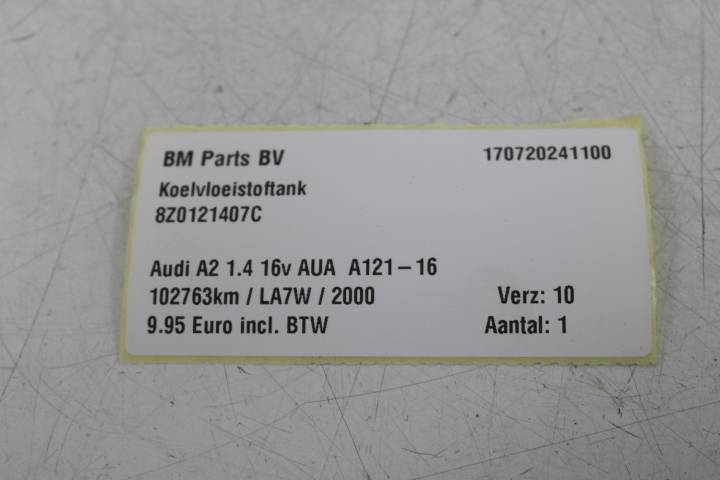 BM Parts BV 170720241100
Koelvloeistoftank
8Z0121407C
Audi A2 1.4 16v AUA A121-16
102763km / LA7W / 2000 Verz: 10
9.95 Euro incl. BTW Aantal: 1